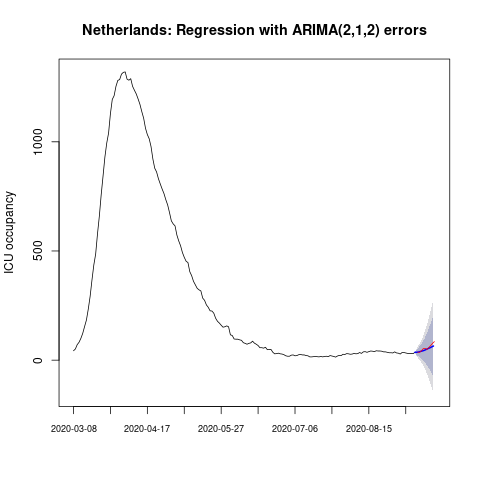 Netherlands: Regression with ARIMA(2,1,2) errors
1000
500
0
ICU occupancy
2020-03-08 2020-04-17 2020-05-27 2020-07-06 2020-08-15